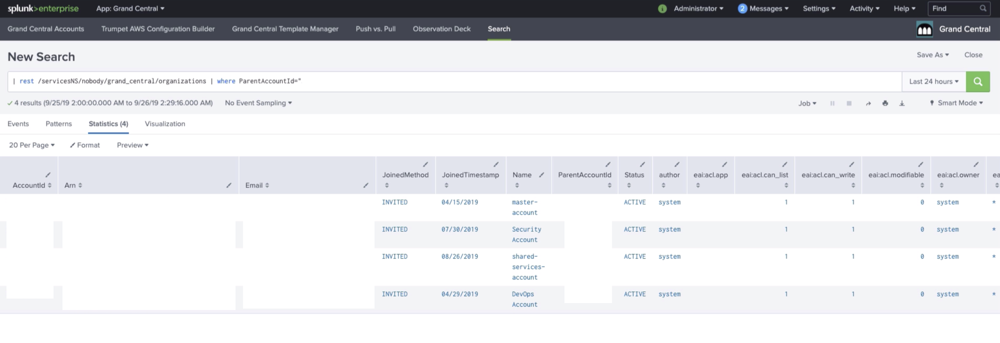 splunk>enterprise App: Grand Central Administrator 2 Messages Settings Activity Help Find
Grand Central Accounts Trumpet AWS Configuration Builder Grand Central Template Manager Push vs. Pull Observation Deck Search Grand Central
New Search Save As Close
| rest /servicesNS/nobody/grand_central/organizations | where ParentAccountId=" Last 24 hours
4 results (9/25/19 2:00:00.000 AM to 9/26/19 2:29:16.000 AM) No Event Sampling Job Smart Mode
Events Patterns Statistics (4) Visualization
20 Per Page Format Preview
AccountId Arn Email JoinedMethod JoinedTimestamp Name ParentAccountId Status author eai:acl.app eai:acl.can_list eai:acl.can_write eai:acl.modifiable eai:acl.owner ea
INVITED 04/15/2019 master- ACTIVE system 1 1 0 system *
account
INVITED 07/30/2019 Security ACTIVE system 1 1 0 system *
Account
INVITED 08/26/2019 shared- ACTIVE system 1 1 0 system *
services-
account
INVITED 04/29/2019 DevOps ACTIVE system 1 1 0 system *
Account